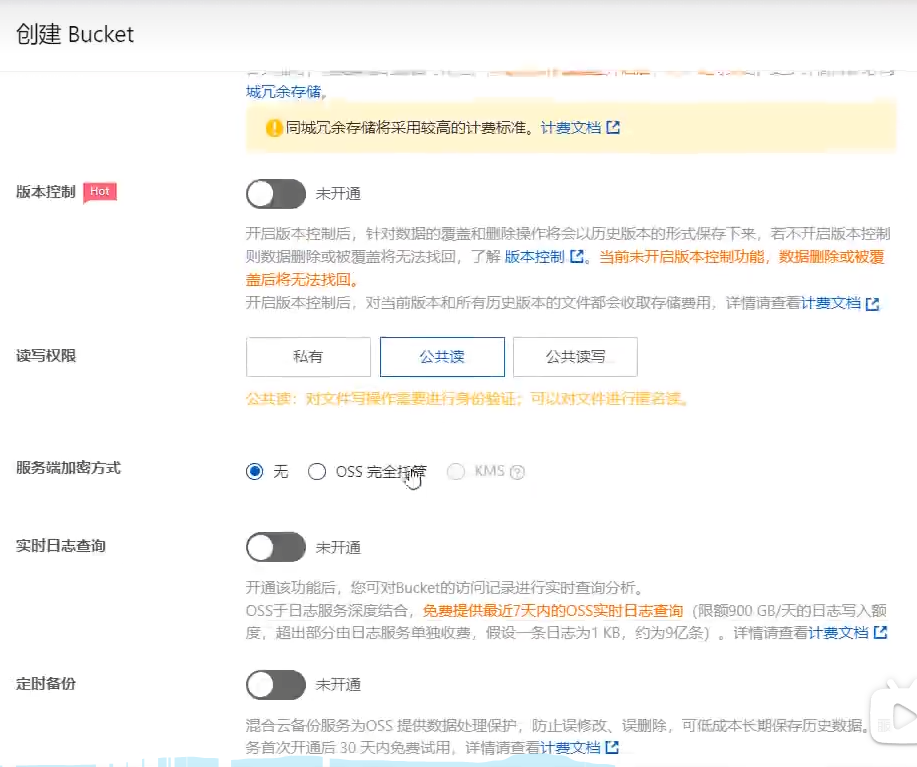 创建 Bucket
城冗余存储。
同城冗余存储将采用较高的计费标准。计费文档
版本控制 Hot 未开通
开启版本控制后，针对数据的覆盖和删除操作将会以历史版本的形式保存下来，若不开启版本控制
则数据删除或被覆盖将无法找回，了解 版本控制。当前未开启版本控制功能，数据删除或被覆
盖后将无法找回。
开启版本控制后，对当前版本和所有历史版本的文件都会收取存储费用，详情请查看计费文档
读写权限 私有 公共读 公共读写
公共读：对文件写操作需要进行身份验证；可以对文件进行匿名读。
服务端加密方式 无 OSS 完全托管 KMS
实时日志查询 未开通
开通该功能后，您可对Bucket的访问记录进行实时查询分析。
OSS于日志服务深度结合，免费提供最近7天内的OSS实时日志查询（限额900 GB/天的日志写入额
度，超出部分由日志服务单独收费，假设一条日志为1 KB，约为9亿条）。详情请查看计费文档
定时备份 未开通
混合云备份服务为OSS 提供数据处理保护，防止误修改、误删除，可低成本长期保存历史数据。
务首次开通后 30 天内免费试用，详情请查看计费文档